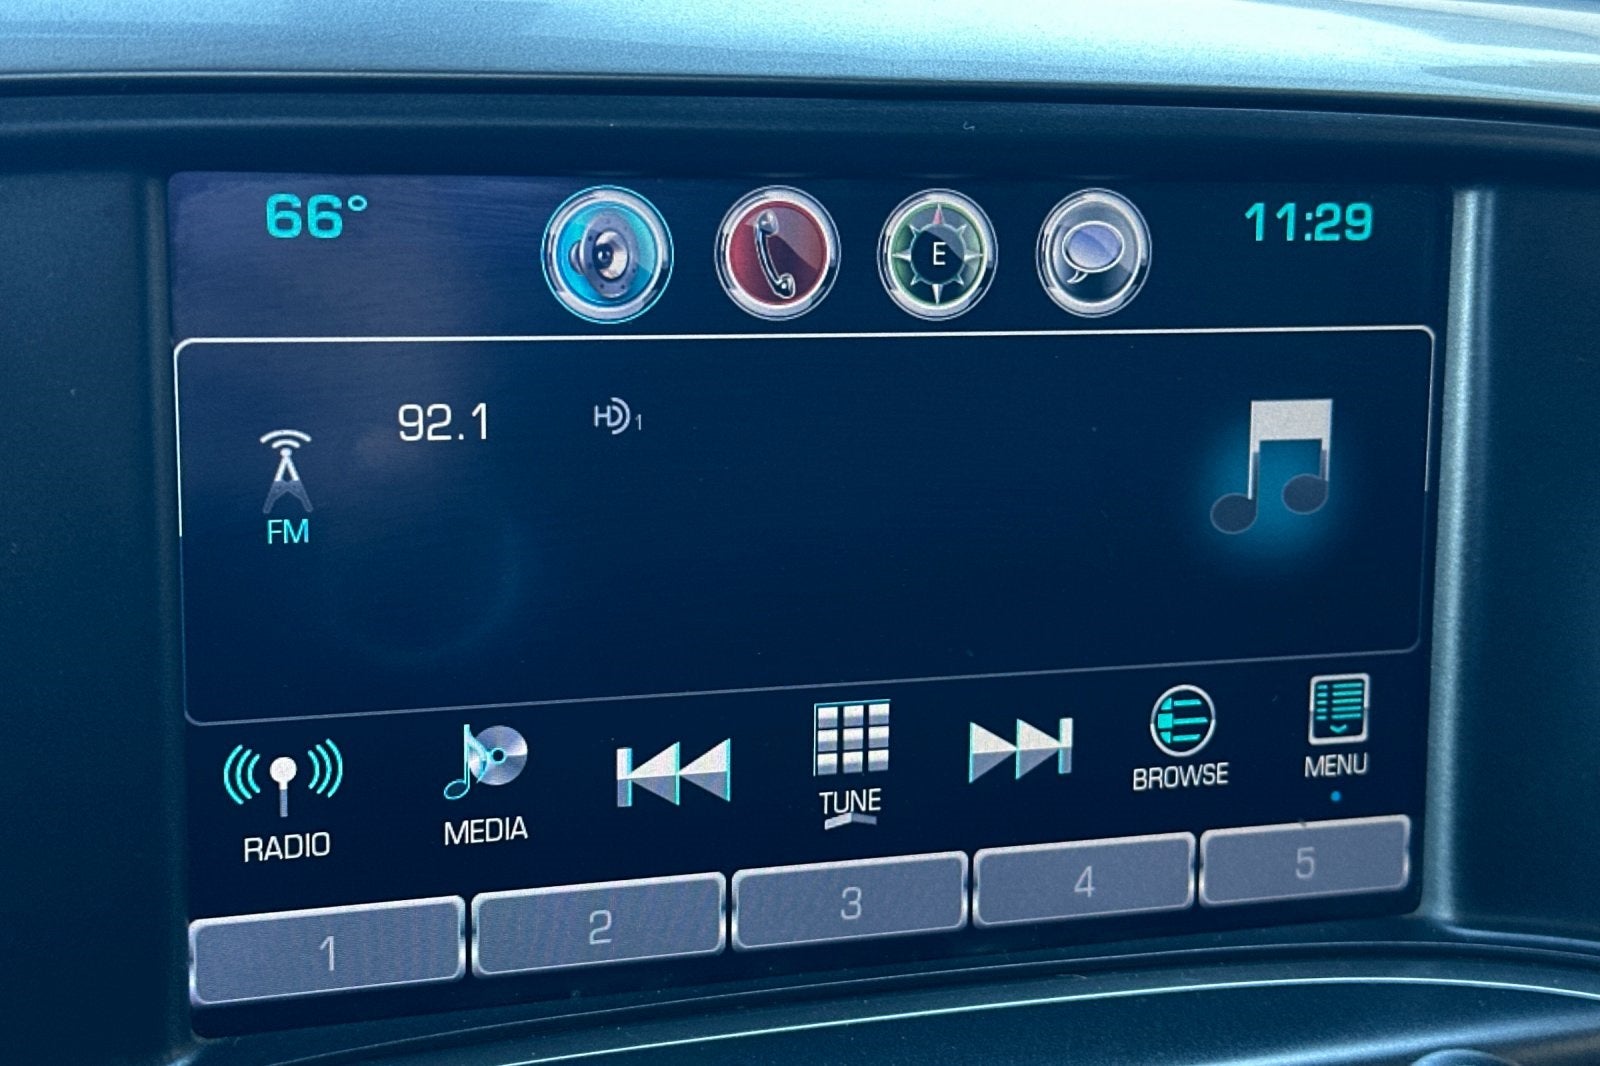 66°
E
11:29
92.1
HD 1
FM
RADIO
MEDIA
TUNE
BROWSE
MENU
1
2
3
4
5